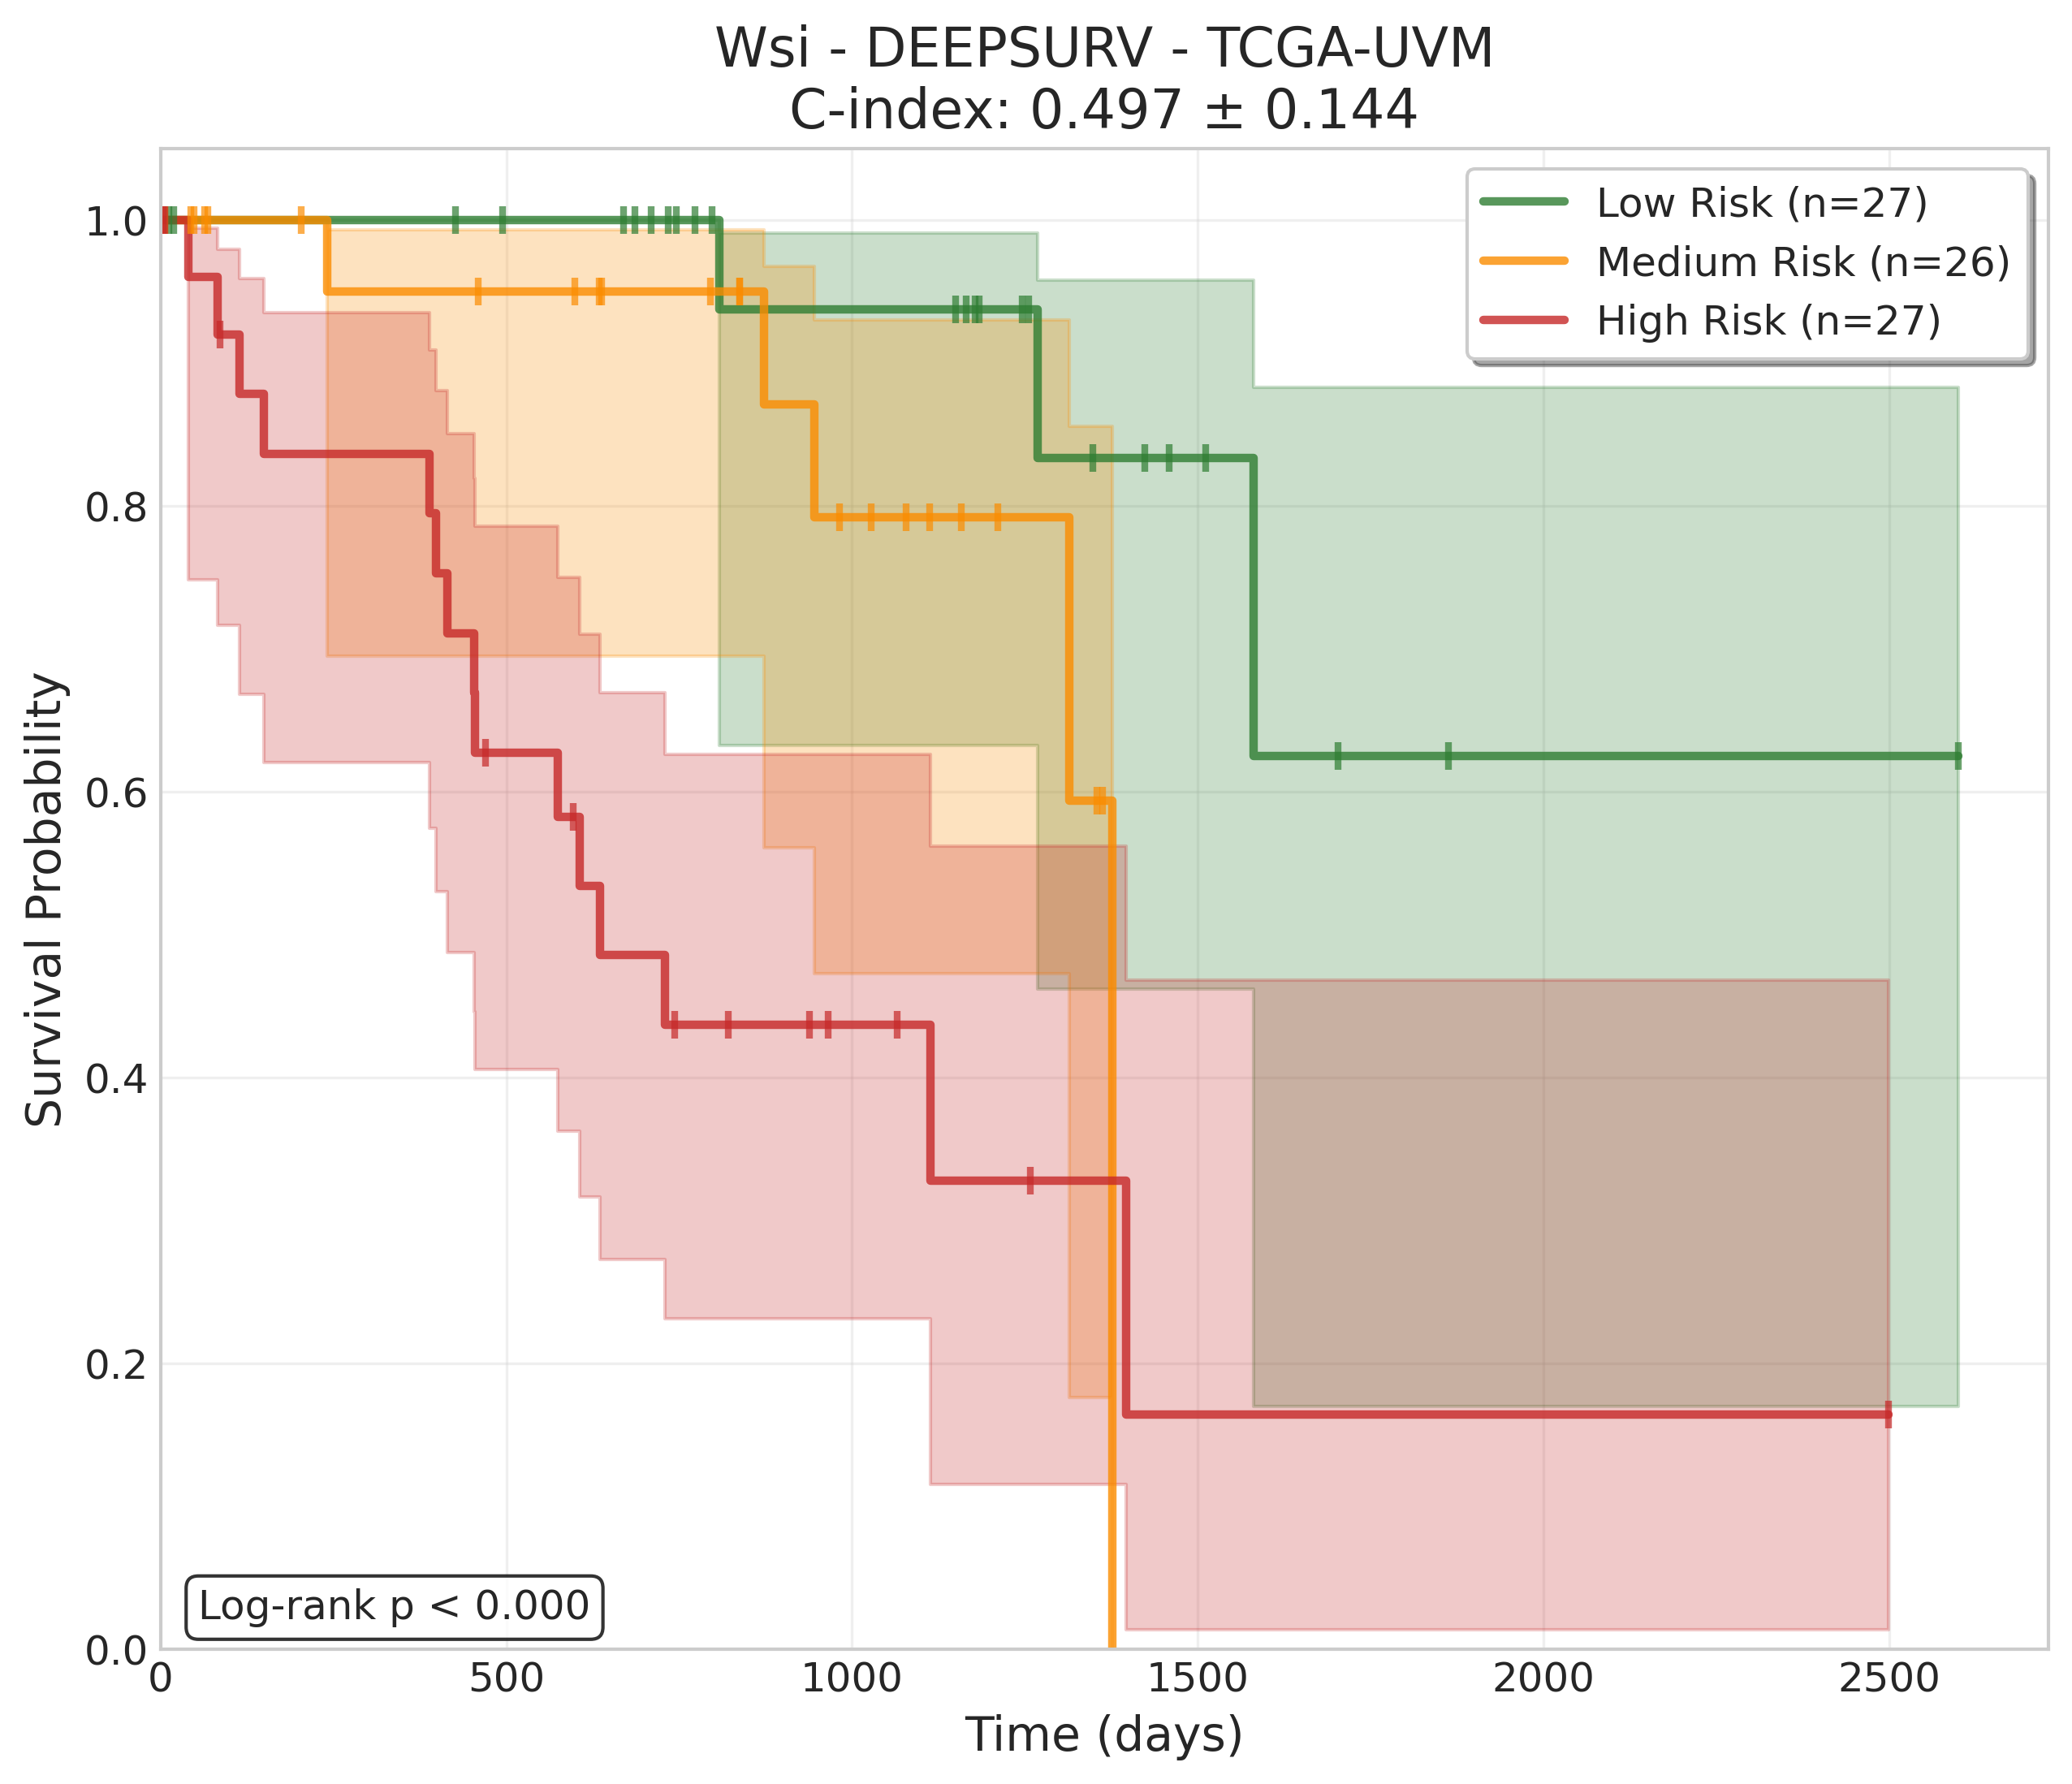 Wsi - DEEPSURV - TCGA-UVM
C-index: 0.497 ± 0.144
Low Risk (n=27)
Medium Risk (n=26)
High Risk (n=27)
Survival Probability
1.0
0.8
0.6
0.4
0.2
0.0
Log-rank p < 0.000
0 500 1000 1500 2000 2500
Time (days)